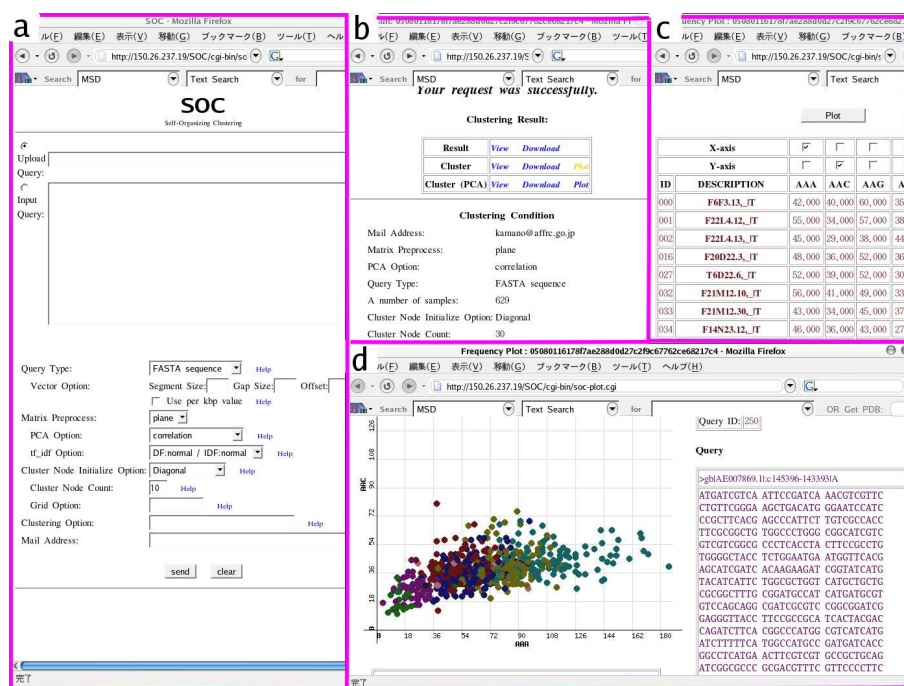 a
SOC - Mozilla Firefox
ル(F) 編集(E) 表示(V) 移動(G) ブックマーク(B) ツール(T) ヘル
http://150.26.237.19/SOC/cgi-bin/so
Search MSD Text Search for
SOC
Self-Organizing Clustering
Upload
Query:
Input
Query:
Query Type: FASTA sequence Help
Vector Option: Segment Size: Gap Size: Offset:
Use per kbp value Help
Matrix Preprocess: plane
PCA Option: correlation Help
tf_idf Option: DF:normal / IDF:normal Help
Cluster Node Initialize Option: Diagonal Help
Cluster Node Count: 10 Help
Grid Option: Help
Clustering Option: Help
Mail Address:
send clear
完了
b
ル(F) 編集(E) 表示(V) 移動(G) ブックマーク(B) ツール(T
http://150.26.237.19/S
Search MSD Text Search for
Your request was successfully.
Clustering Result:
Result View Download
Cluster View Download Plot
Cluster (PCA) View Download Plot
Clustering Condition
Mail Address: kamano@affrc.go.jp
Matrix Preprocess: plane
PCA Option: correlation
Query Type: FASTA sequence
A number of samples: 629
Cluster Node Initialize Option: Diagonal
Cluster Node Count: 30
c
ル(F) 編集(E) 表示(V) 移動(G) ブックマーク(B)
http://150.26.237.19/SOC/cgi-bin/s
Search MSD Text Search
Plot
X-axis
Y-axis
ID DESCRIPTION AAA AAC AAG
000 F6F3.13,_|T 42,000 40,000 60,000 35
001 F22L4.12,_|T 55,000 34,000 57,000 38
002 F22L4.13,_|T 45,000 29,000 38,000 44
016 F20D22.3,_|T 48,000 36,000 52,000 36
027 T6D22.6,_|T 52,000 39,000 52,000 30
032 F21M12.10,_|T 56,000 41,000 49,000 33
033 F21M12.30,_|T 43,000 34,000 45,000 37
034 F14N23.12,_|T 46,000 36,000 43,000 27
d
Frequency Plot : 05080116178f7ae288d0d27c2f9c67762ce68217c4 - Mozilla Firefox
ル(F) 編集(E) 表示(V) 移動(G) ブックマーク(B) ツール(T) ヘルプ(H)
http://150.26.237.19/SOC/cgi-bin/soc-plot.cgi
Search MSD Text Search for OR Get PDB:
126
108
90
72
54
36
18
0
AAC
0 18 36 54 72 90 108 126 144 162 180
AAA
Query ID: 250
Query
>gb|AE007869.1|:c145396-143393|A
ATGATCGTCA AATTCCGATCA AACGTCGTTC
CTGTTCGGGA AGCTGACATG GGAATCCATC
CCGCTTCACG AGCCCATTCT TGTCGCCACC
TTCGCGGCTG TGGCCCTGGG CGGCATCGTC
GTCGTCGGCG CCCTCACCTA CTTCGCCCTG
TGGGGCTACC TCTGGAATGA ATGGTTCACG
AGCATCGATC ACAAGAAGAT CGGTATCATG
TACATCATTC TGGCGCTGGT CATGCTGCTG
CGCGGCTTTG CGGATGCCAT CATGATGCGT
GTCCAGCAGG CGATCGCGTC CGGCGGATCG
GAGGGTTACC TTCCGCCGCA TCACTACGAC
CAGATCTTCA CGGCCCATGG CGTCATCATG
ATCTTTTTCA TGGCCATGCC GATGATCACC
GGCCTCATGA ACTTCGTCGT GCCGCTGCAG
ATCGGCGCCC GCGACGTTTC GTTCCCCTTC
完了